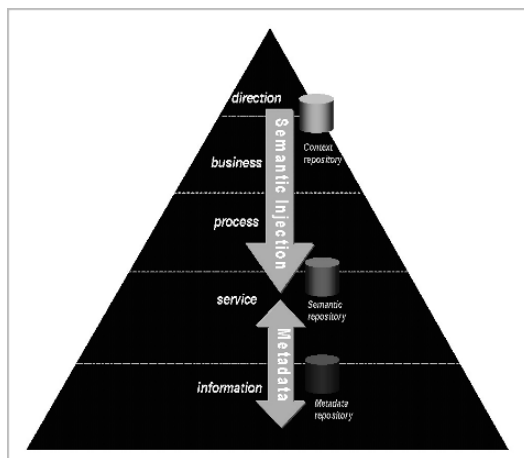 direction
Context
repository
Semantic Injection
business
process
service
Semantic
repository
Metadata
information
Metadata
repository